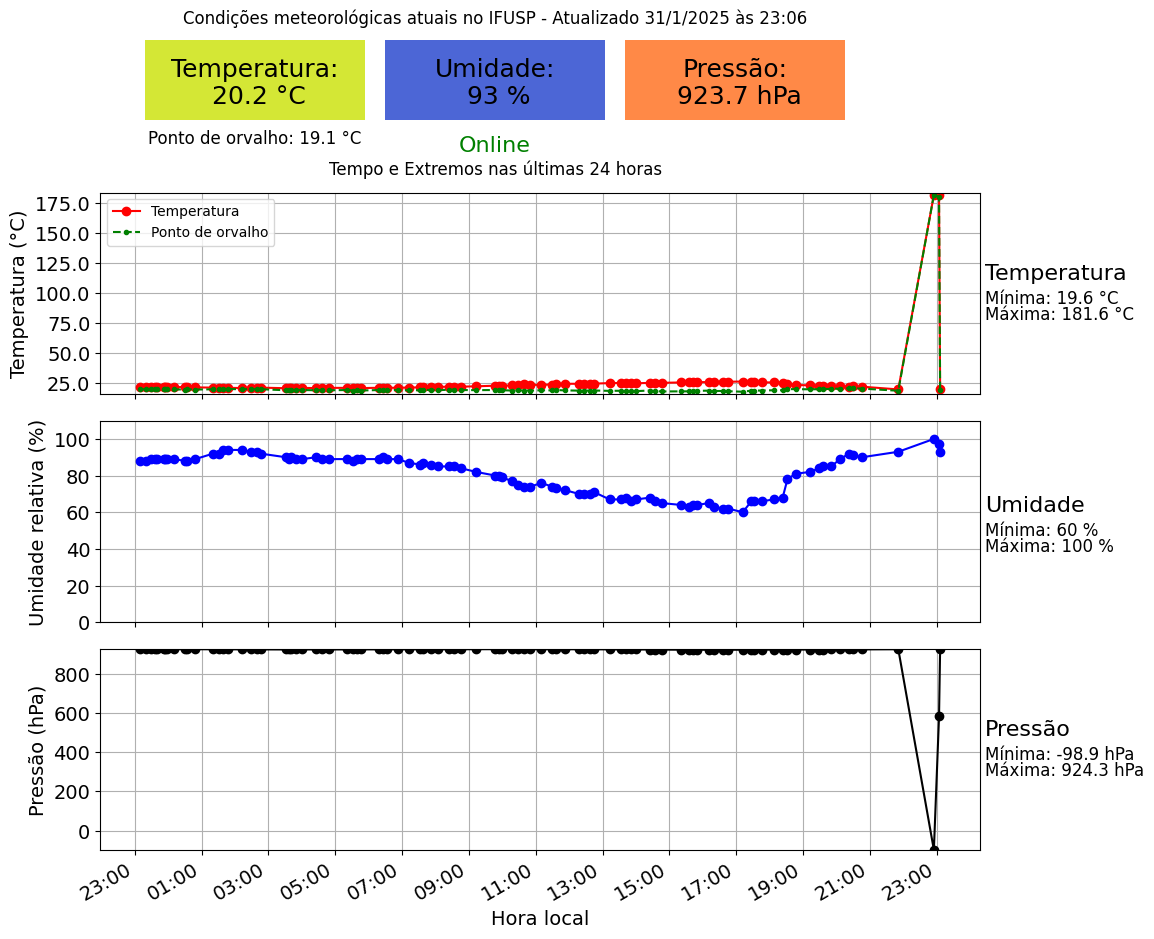 Condições meteorológicas atuais no IFUSP - Atualizado 31/1/2025 às 23:06
Temperatura:
20.2 °C
Umidade:
93 %
Pressão:
923.7 hPa
Ponto de orvalho: 19.1 °C
Online
Tempo e Extremos nas últimas 24 horas
Temperatura (°C)
175.0
150.0
125.0
100.0
75.0
50.0
25.0
Temperatura
Ponto de orvalho
Temperatura
Mínima: 19.6 °C
Máxima: 181.6 °C
Umidade relativa (%)
100
80
60
40
20
0
Umidade
Mínima: 60 %
Máxima: 100 %
Pressão (hPa)
800
600
400
200
0
Pressão
Mínima: -98.9 hPa
Máxima: 924.3 hPa
23:00 01:00 03:00 05:00 07:00 09:00 11:00 13:00 15:00 17:00 19:00 21:00 23:00
Hora local